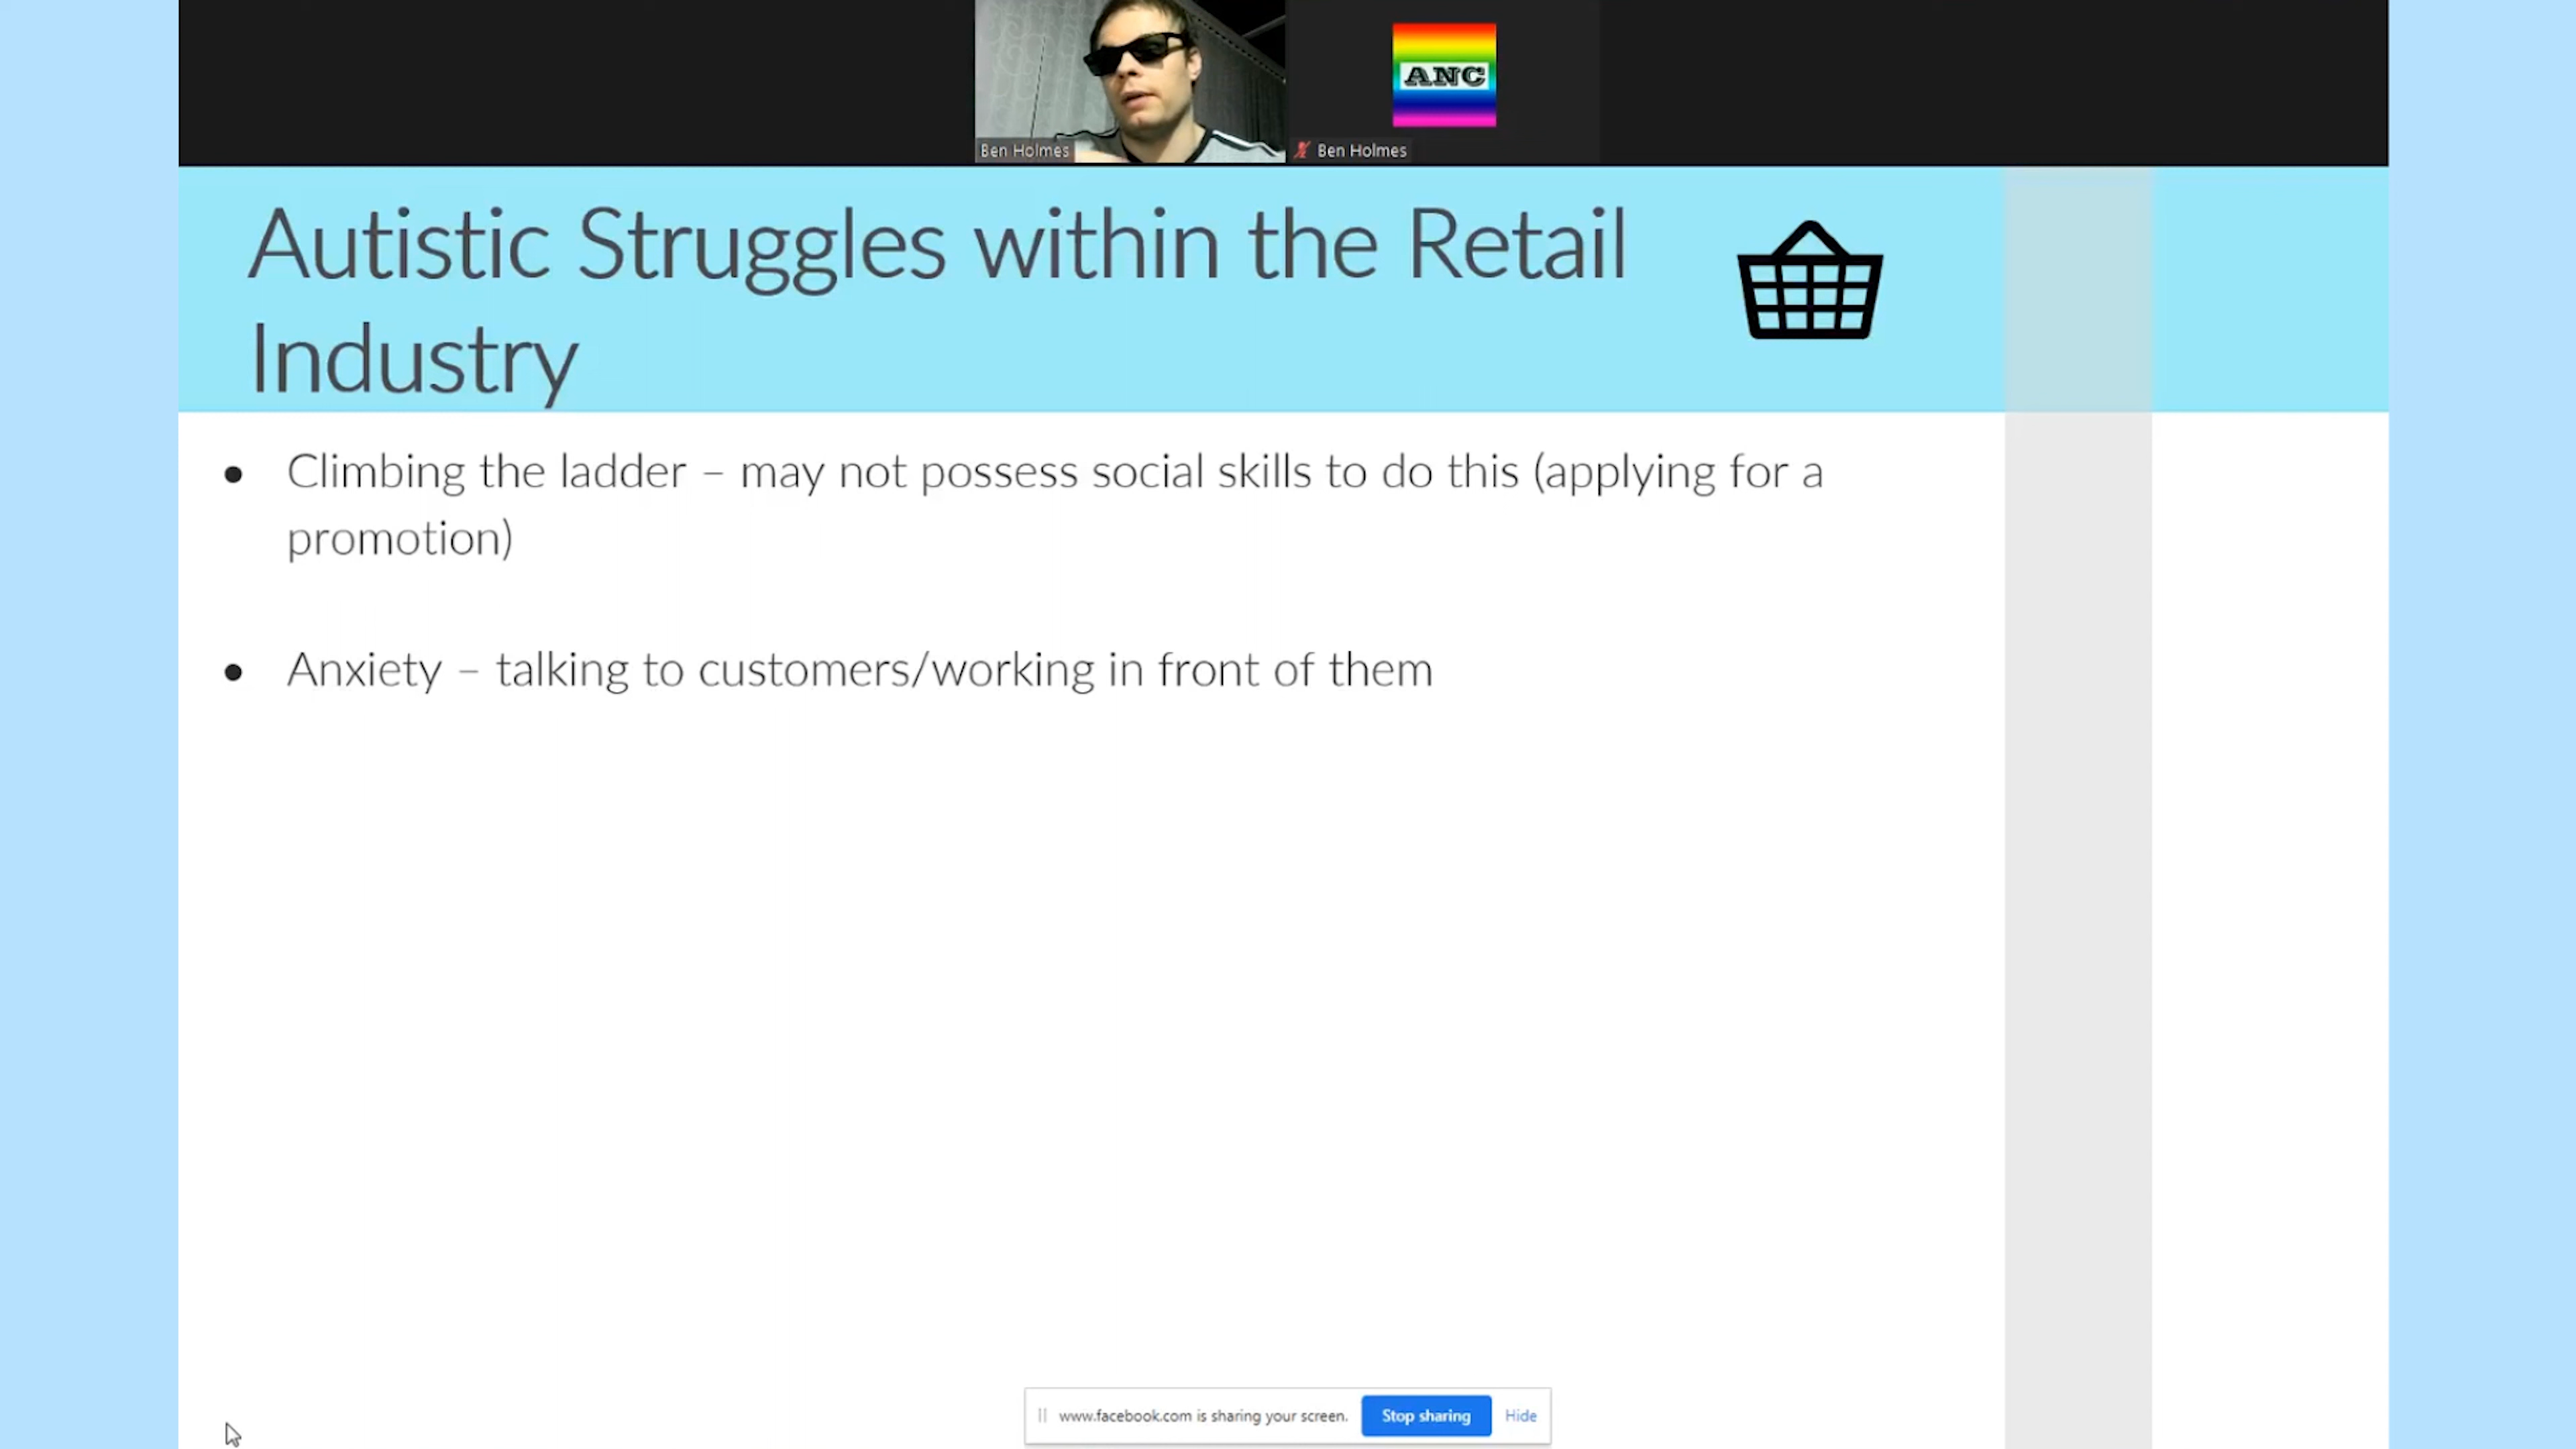 ANC
Ben Holmes
Ben Holmes
Autistic Struggles within the Retail
Industry
• Climbing the ladder – may not possess social skills to do this (applying for a
promotion)
• Anxiety – talking to customers/working in front of them
www.facebook.com is sharing your screen. Stop sharing Hide